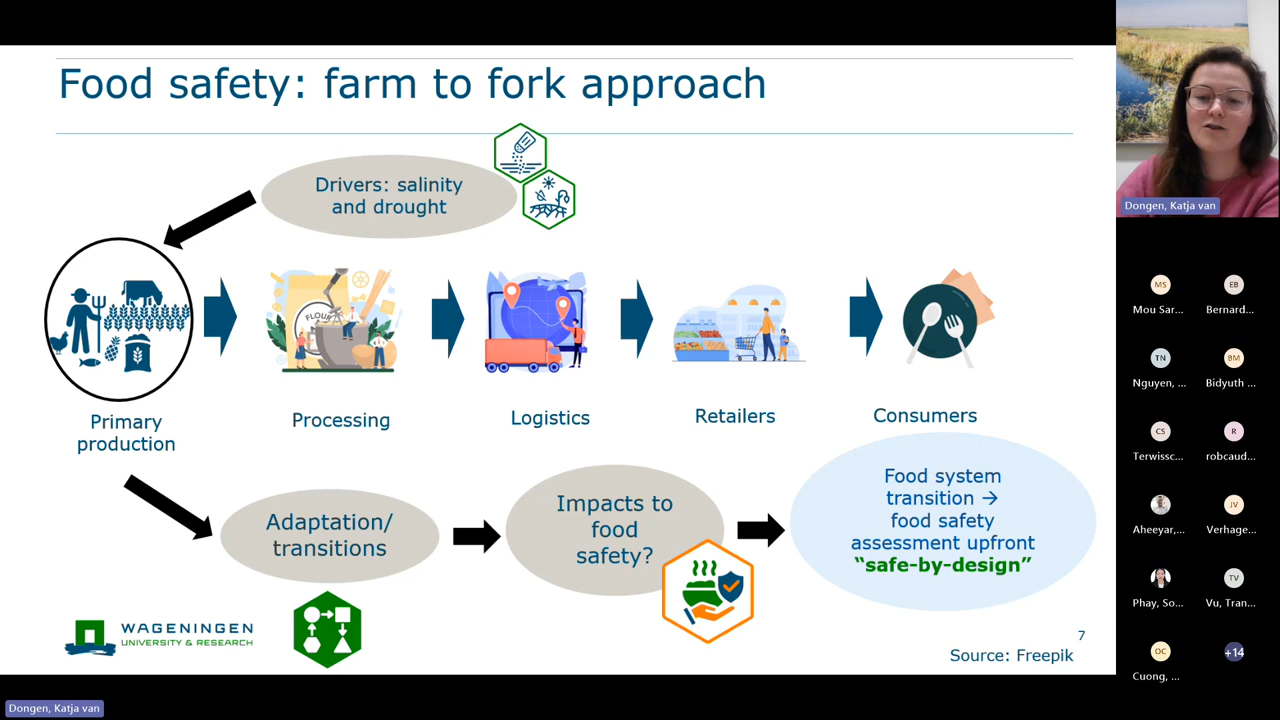 Food safety: farm to fork approach
Drivers: salinity
and drought
FLOUR
Primary
production
Processing
Logistics
Retailers
Consumers
Adaptation/
transitions
Impacts to
food
safety?
Food system
transition →
food safety
assessment upfront
“safe-by-design”
WAGENINGEN
UNIVERSITY & RESEARCH
7
Source: Freepik
Dongen, Katja van
MS
EB
Mou Sar...
Bernard...
TN
BM
Nguyen, ...
Bidyuth ...
CS
R
Terwissc...
robcaud...
JV
Aheeyar,...
Verhage...
TV
Phay, So...
Vu, Tran...
OC
+14
Cuong, ...
Dongen, Katja van